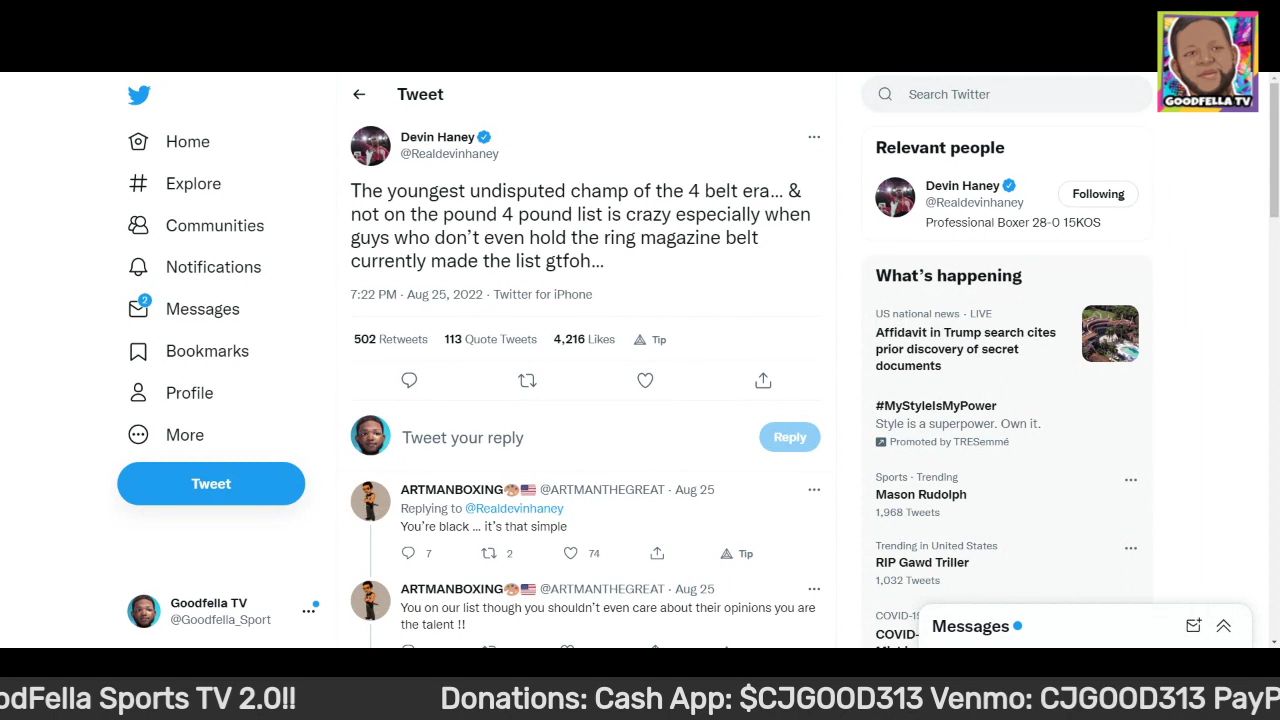 GOODFELLA TV
Home
Explore
Communities
Notifications
2
Messages
Bookmarks
Profile
More
Tweet
Goodfella TV
@Goodfella_Sport
Tweet
Devin Haney
@Realdevinhaney
The youngest undisputed champ of the 4 belt era... &
not on the pound 4 pound list is crazy especially when
guys who don’t even hold the ring magazine belt
currently made the list gtfoh...
7:22 PM · Aug 25, 2022 · Twitter for iPhone
502 Retweets 113 Quote Tweets 4,216 Likes Tip
Tweet your reply
Reply
ARTMANBOXING🎨🇺🇸 @ARTMANTHEGREAT · Aug 25
Replying to @Realdevinhaney
You’re black ... it’s that simple
7 2 74 Tip
ARTMANBOXING🎨🇺🇸 @ARTMANTHEGREAT · Aug 25
You on our list though you shouldn’t even care about their opinions you are
the talent !!
Search Twitter
Relevant people
Devin Haney
@Realdevinhaney
Following
Professional Boxer 28-0 15KOS
What’s happening
US national news · LIVE
Affidavit in Trump search cites
prior discovery of secret
documents
#MyStyleIsMyPower
Style is a superpower. Own it.
Promoted by TRESemmé
Sports · Trending
Mason Rudolph
1,968 Tweets
Trending in United States
RIP Gawd Triller
1,032 Tweets
COVID-19
COVID-
Messages
odFella Sports TV 2.0!! Donations: Cash App: $CJGOOD313 Venmo: CJGOOD313 PayP